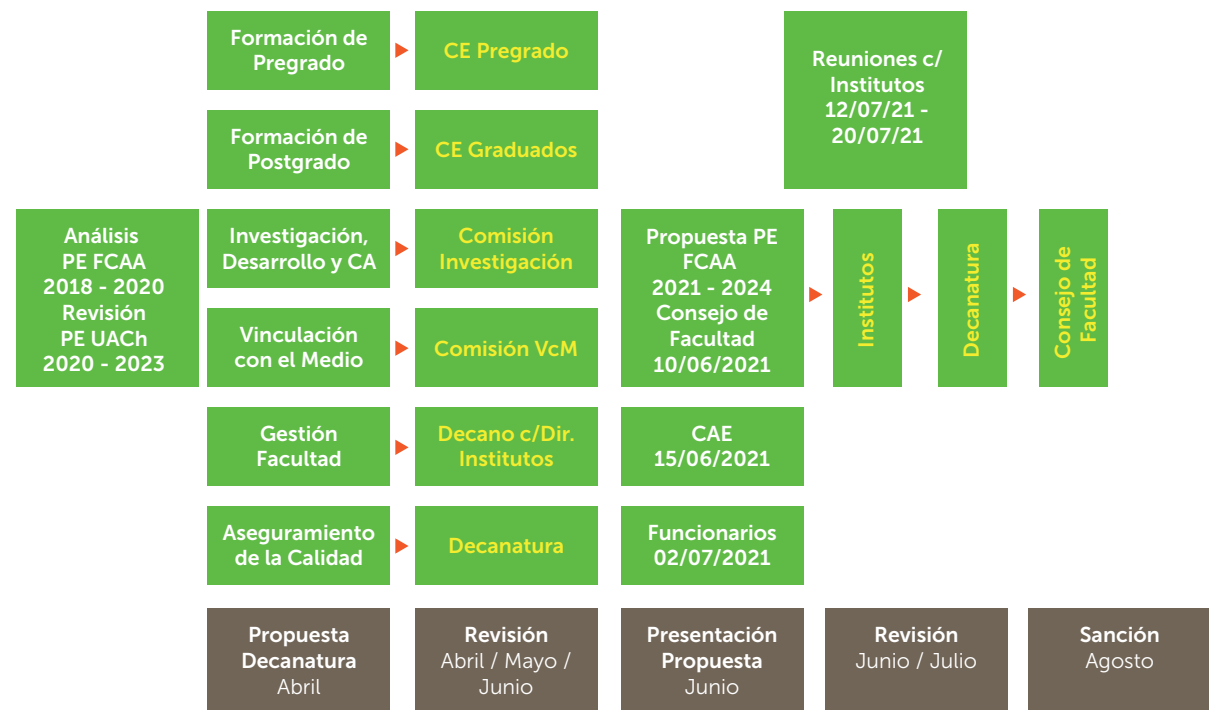 Formación de
Pregrado
CE Pregrado
Reuniones c/
Institutos
12/07/21 -
20/07/21
Formación de
Postgrado
CE Graduados
Análisis
PE FCAA
2018 - 2020
Revisión
PE UACh
2020 - 2023
Investigación,
Desarrollo y CA
Comisión
Investigación
Vinculación
con el Medio
Comisión VcM
Propuesta PE
FCAA
2021 - 2024
Consejo de
Facultad
10/06/2021
Institutos
Decanatura
Consejo de
Facultad
Gestión
Facultad
Decano c/Dir.
Institutos
CAE
15/06/2021
Aseguramiento
de la Calidad
Decanatura
Funcionarios
02/07/2021
Propuesta
Decanatura
Abril
Revisión
Abril / Mayo /
Junio
Presentación
Propuesta
Junio
Revisión
Junio / Julio
Sanción
Agosto